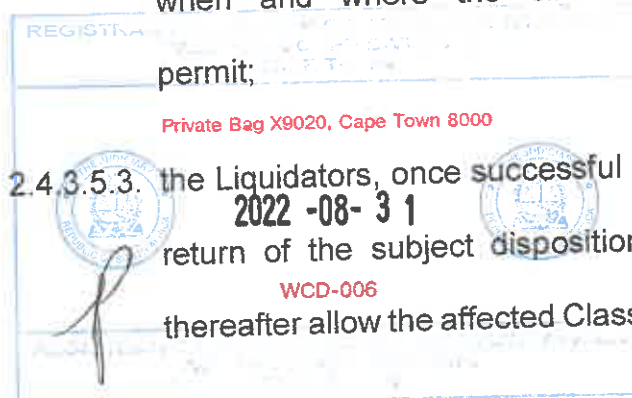 when and where the
REGISTRA
permit;
Private Bag X9020, Cape Town 8000
2.4.3.5.3. the Liquidators, once successful
2022 -08- 3 1
return of the subject disposition
WCD-006
thereafter allow the affected Class